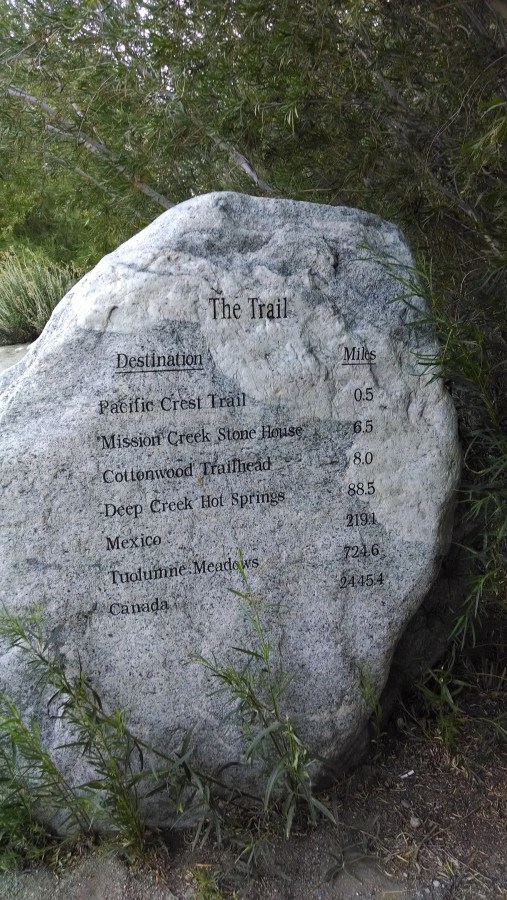 The Trail
Destination Miles
Pacific Crest Trail 0.5
Mission Creek Stone House 6.5
Cottonwood Trailhead 8.0
Deep Creek Hot Springs 88.5
Mexico 219.1
Tuolumne Meadows 724.6
Canada 2445.4